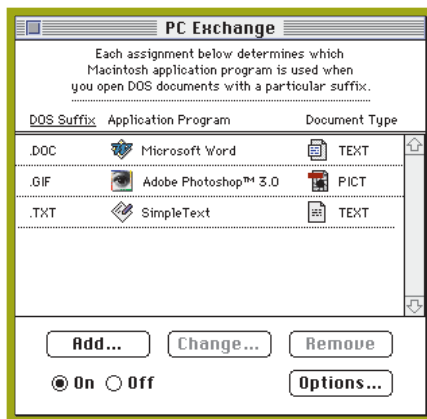 PC Exchange
Each assignment below determines which
Macintosh application program is used when
you open DOS documents with a particular suffix.
DOS Suffix Application Program Document Type
.DOC Microsoft Word TEXT
.GIF Adobe Photoshop™ 3.0 PICT
.TXT SimpleText TEXT
Add... Change... Remove
On Off Options...